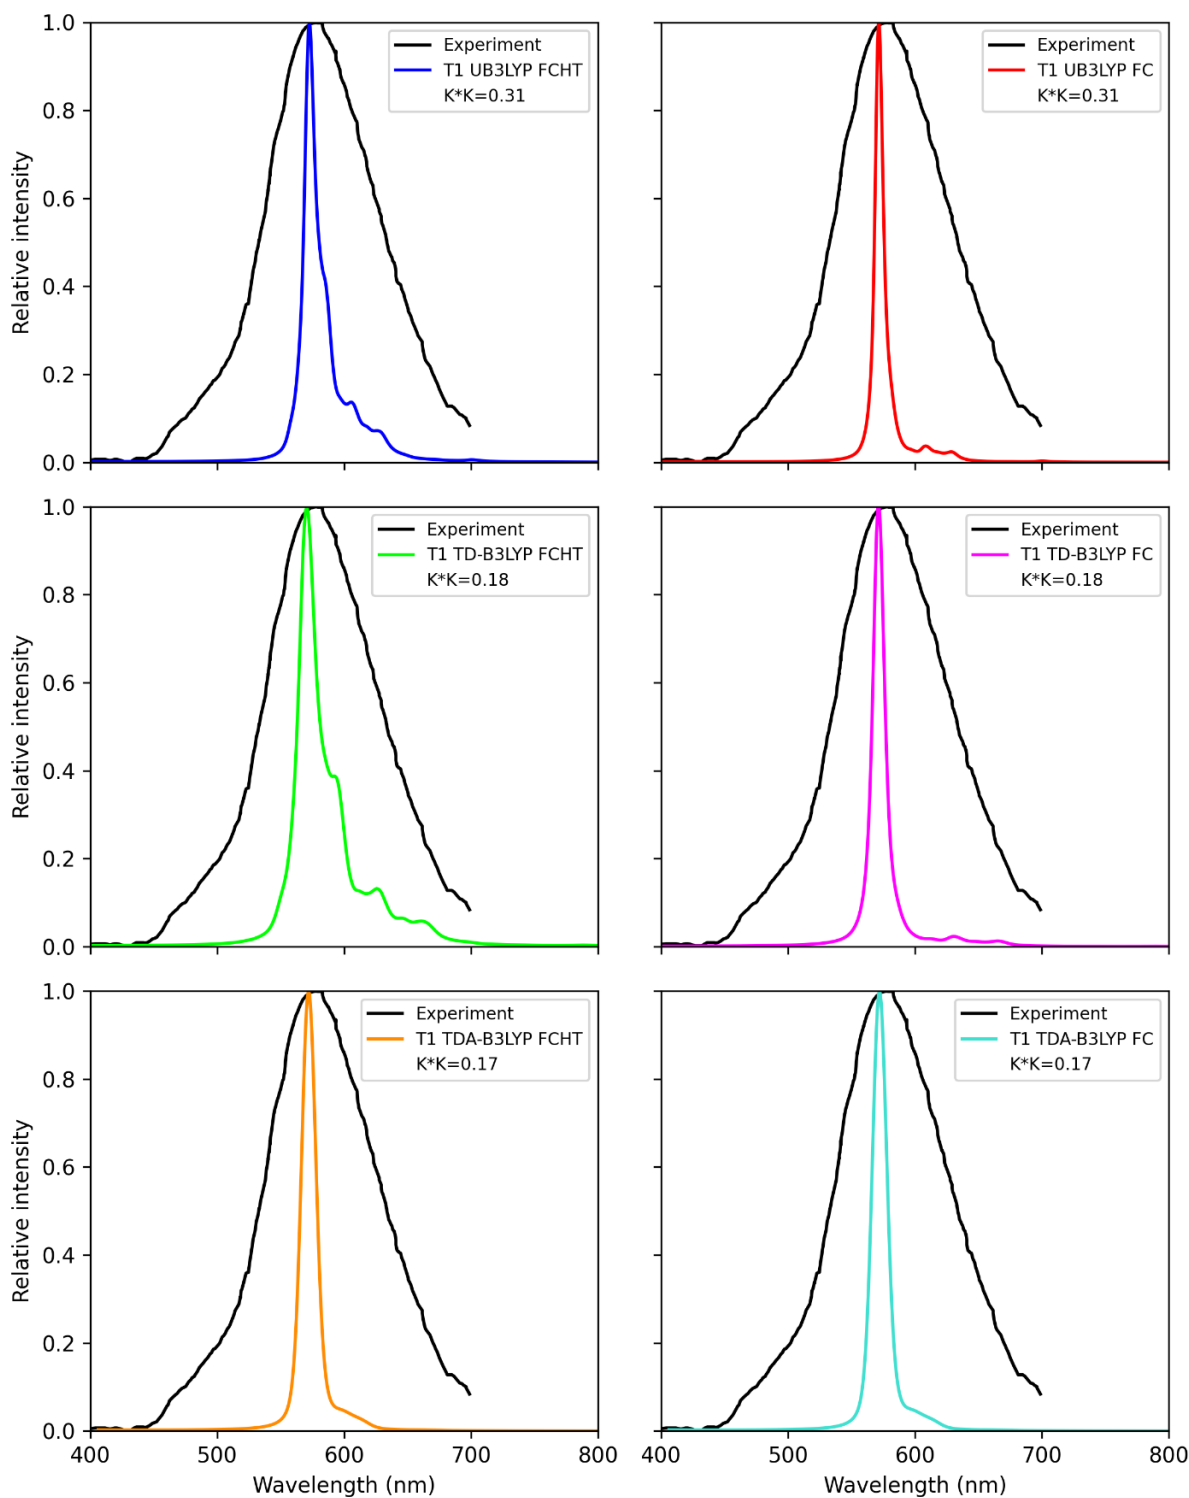 1.0
0.8
0.6
0.4
0.2
0.0
Relative intensity
Experiment
T1 UB3LYP FCHT
K*K=0.31
Experiment
T1 UB3LYP FC
K*K=0.31
1.0
0.8
0.6
0.4
0.2
0.0
Relative intensity
Experiment
T1 TD-B3LYP FCHT
K*K=0.18
Experiment
T1 TD-B3LYP FC
K*K=0.18
1.0
0.8
0.6
0.4
0.2
0.0
Relative intensity
Experiment
T1 TDA-B3LYP FCHT
K*K=0.17
Experiment
T1 TDA-B3LYP FC
K*K=0.17
400 500 600 700 800
Wavelength (nm)
400 500 600 700 800
Wavelength (nm)